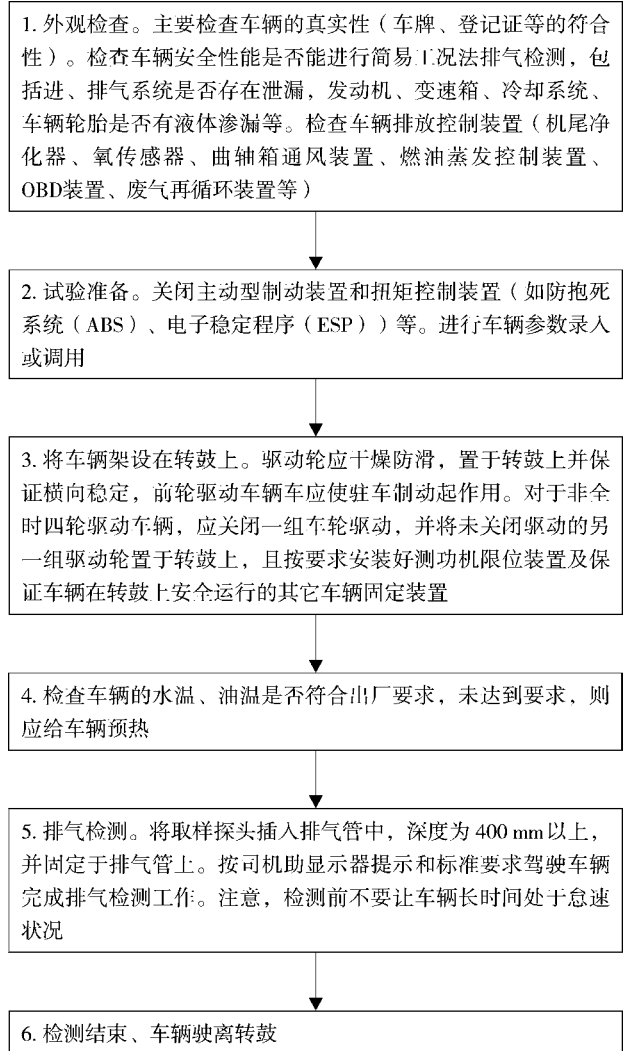 1. 外观检查。主要检查车辆的真实性（车牌、登记证等的符合
性）。检查车辆安全性能是否能进行简易工况法排气检测，包
括进、排气系统是否存在泄漏，发动机、变速箱、冷却系统、
车辆轮胎是否有液体渗漏等。检查车辆排放控制装置（机尾净
化器、氧传感器、曲轴箱通风装置、燃油蒸发控制装置、
OBD装置、废气再循环装置等）
2. 试验准备。关闭主动型制动装置和扭矩控制装置（如防抱死
系统（ABS）、电子稳定程序（ESP））等。进行车辆参数录入
或调用
3. 将车辆架设在转鼓上。驱动轮应干燥防滑，置于转鼓上并保
证横向稳定，前轮驱动车辆车应使驻车制动起作用。对于非全
时四轮驱动车辆，应关闭一组车轮驱动，并将未关闭驱动的另
一组驱动轮置于转鼓上，且按要求安装好测功机限位装置及保
证车辆在转鼓上安全运行的其它车辆固定装置
4. 检查车辆的水温、油温是否符合出厂要求，未达到要求，则
应给车辆预热
5. 排气检测。将取样探头插入排气管中，深度为 400 mm以上，
并固定于排气管上。按司机助显示器提示和标准要求驾驶车辆
完成排气检测工作。注意，检测前不要让车辆长时间处于怠速
状况
6. 检测结束、车辆驶离转鼓